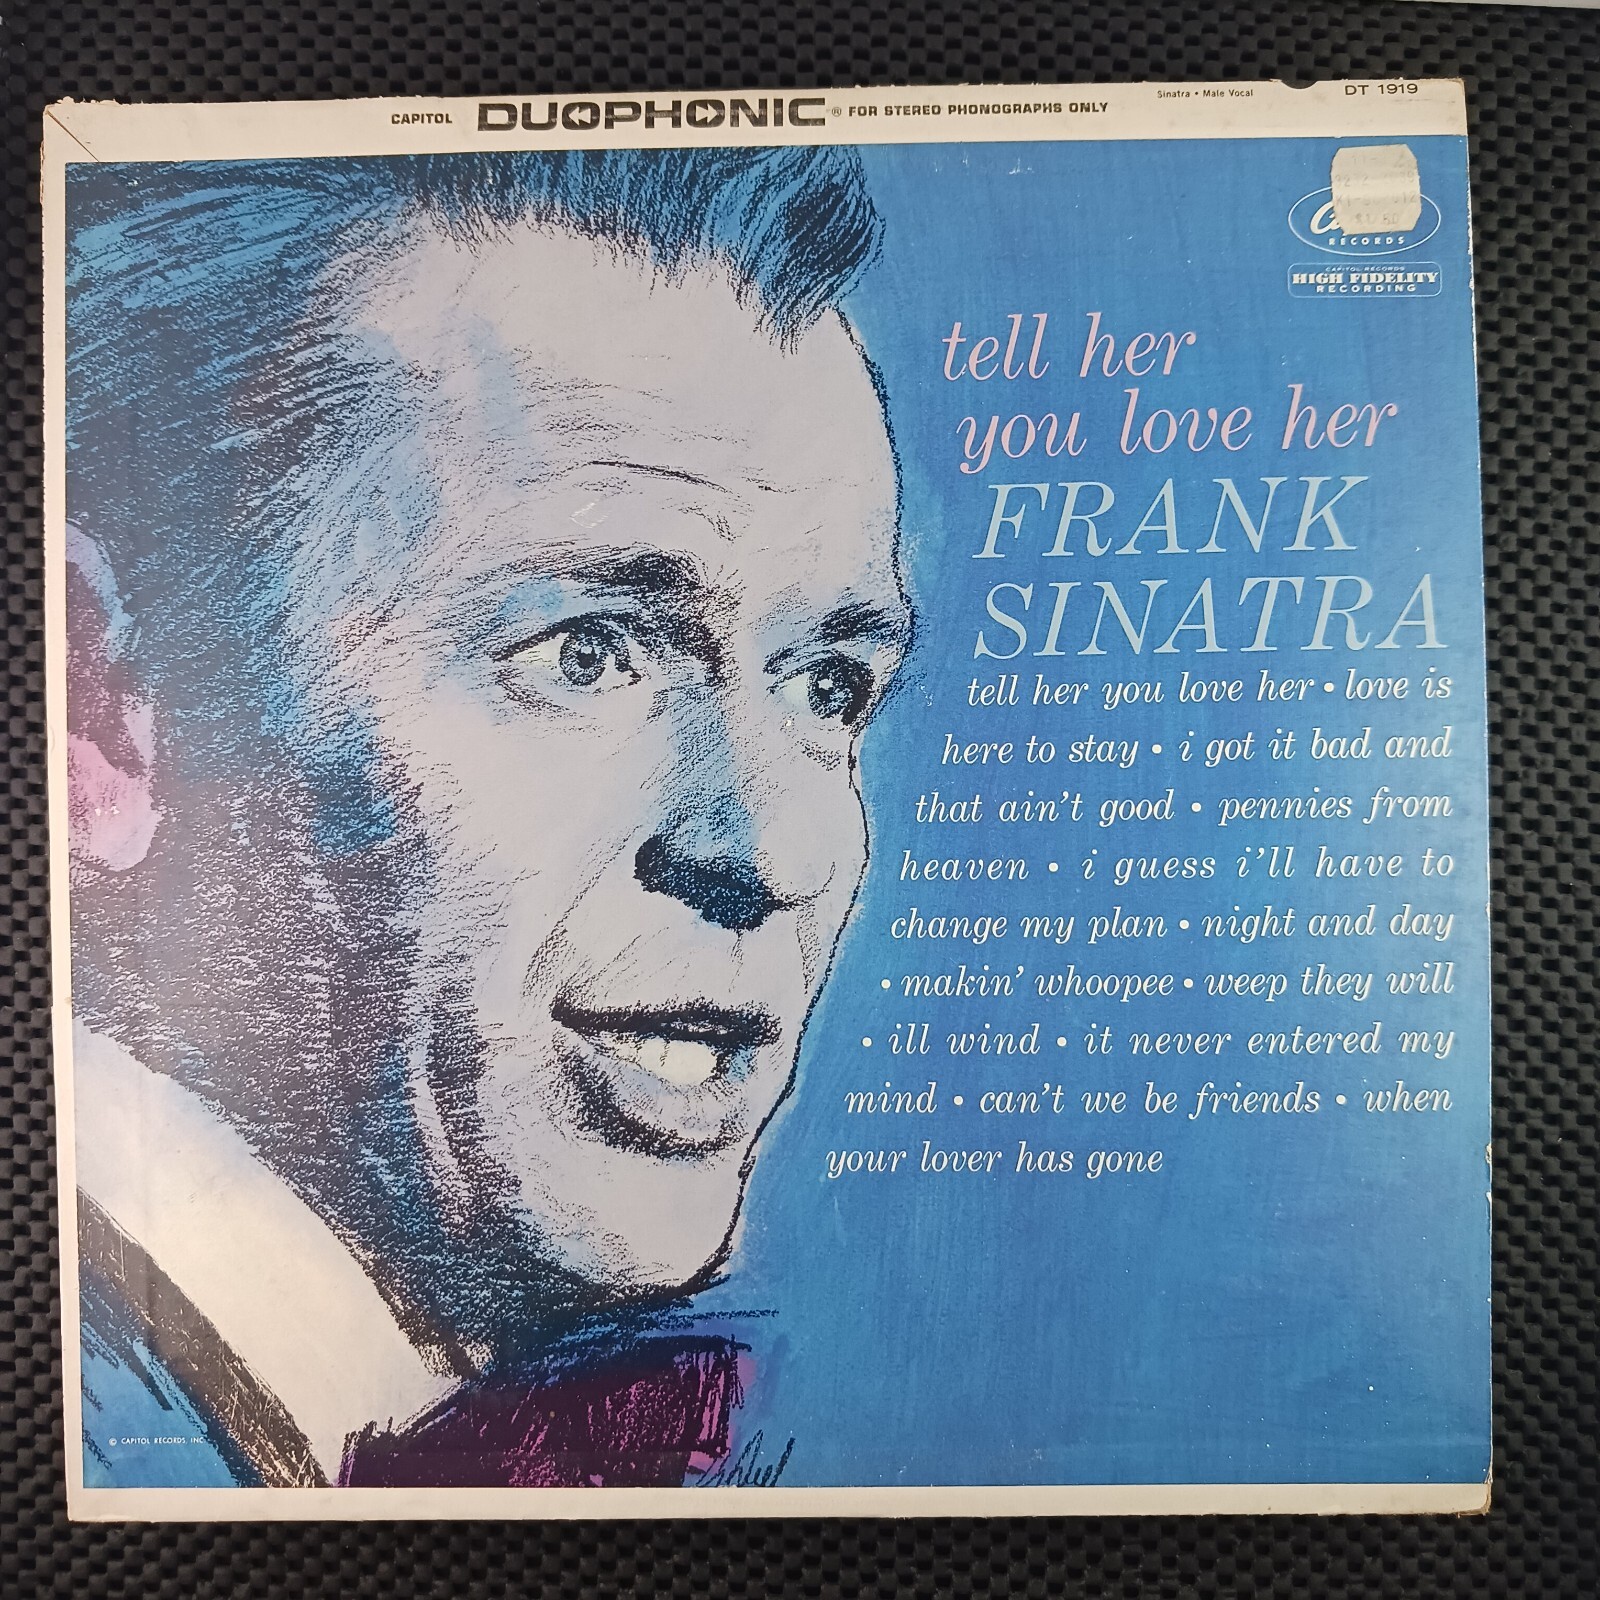 CAPITOL DUOPHONIC ® FOR STEREO PHONOGRAPHS ONLY
Sinatra • Male Vocal
DT 1919
RECORDS
CAPITOL RECORDS
HIGH FIDELITY
RECORDING
tell her
you love her
FRANK
SINATRA
tell her you love her • love is
here to stay • i got it bad and
that ain't good • pennies from
heaven • i guess i'll have to
change my plan • night and day
• makin' whoopee • weep they will
• ill wind • it never entered my
mind • can't we be friends • when
your lover has gone
© CAPITOL RECORDS, INC.